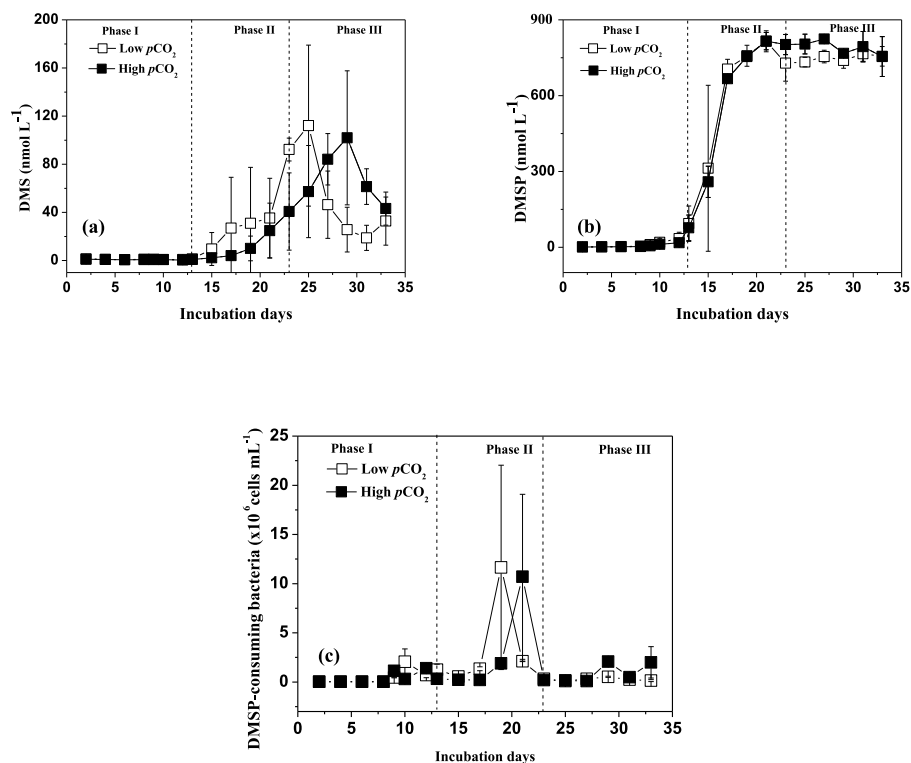 200
160
120
80
40
0
DMS (nmol L⁻¹)
Phase I
Phase II
Phase III
Low pCO₂
High pCO₂
(a)
0 5 10 15 20 25 30 35
Incubation days
900
600
300
0
DMSP (nmol L⁻¹)
Phase I
Phase II
Phase III
Low pCO₂
High pCO₂
(b)
0 5 10 15 20 25 30 35
Incubation days
25
20
15
10
5
0
DMSP-consuming bacteria (x10⁶ cells mL⁻¹)
Phase I
Phase II
Phase III
Low pCO₂
High pCO₂
(c)
0 5 10 15 20 25 30 35
Incubation days